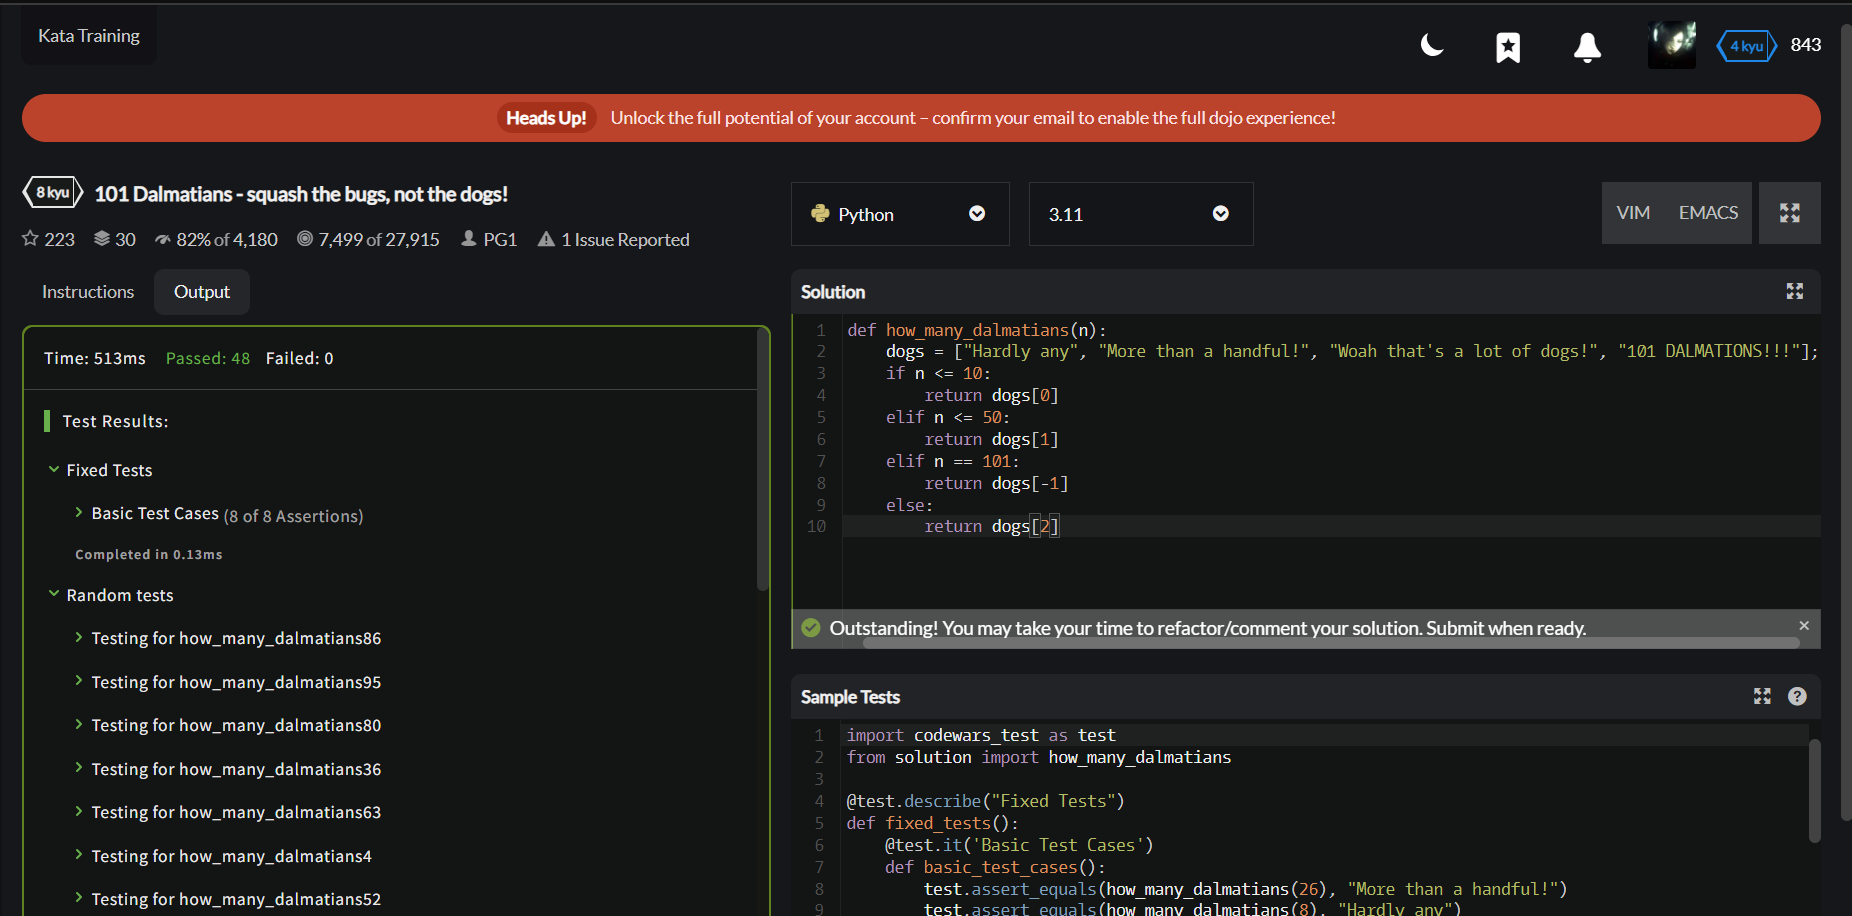 Kata Training
4 kyu 843
Heads Up! Unlock the full potential of your account – confirm your email to enable the full dojo experience!
8 kyu 101 Dalmatians - squash the bugs, not the dogs!
223 30 82% of 4,180 7,499 of 27,915 PG1 1 Issue Reported
Instructions Output
Time: 513ms Passed: 48 Failed: 0
Test Results:
Fixed Tests
Basic Test Cases (8 of 8 Assertions)
Completed in 0.13ms
Random tests
Testing for how_many_dalmatians86
Testing for how_many_dalmatians95
Testing for how_many_dalmatians80
Testing for how_many_dalmatians36
Testing for how_many_dalmatians63
Testing for how_many_dalmatians4
Testing for how_many_dalmatians52
Python 3.11 VIM EMACS
Solution
1 def how_many_dalmatians(n):
2     dogs = ["Hardly any", "More than a handful!", "Woah that's a lot of dogs!", "101 DALMATIONS!!!"];
3     if n <= 10:
4         return dogs[0]
5     elif n <= 50:
6         return dogs[1]
7     elif n == 101:
8         return dogs[-1]
9     else:
10         return dogs[2]
Outstanding! You may take your time to refactor/comment your solution. Submit when ready. ×
Sample Tests ?
1 import codewars_test as test
2 from solution import how_many_dalmatians
3
4 @test.describe("Fixed Tests")
5 def fixed_tests():
6     @test.it('Basic Test Cases')
7     def basic_test_cases():
8         test.assert_equals(how_many_dalmatians(26), "More than a handful!")
9         test.assert_equals(how_many_dalmatians(8), "Hardly any")